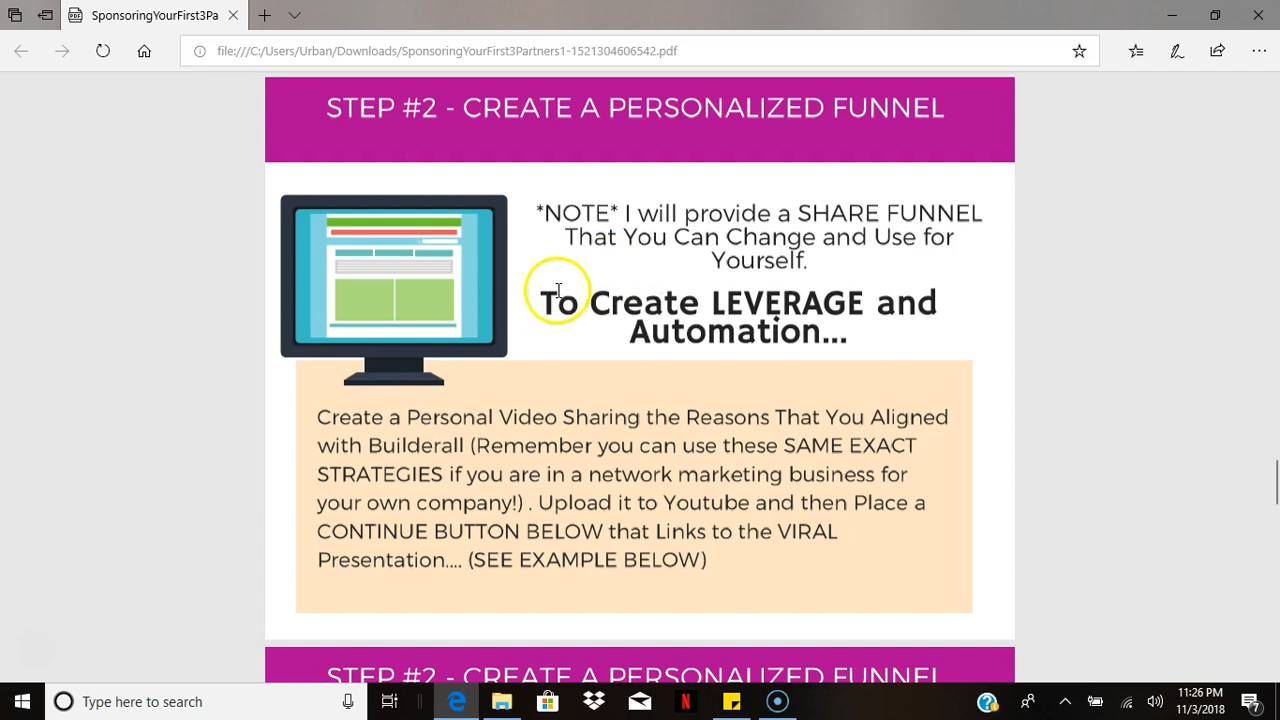 SponsoringYourFirst3Pa
file:///C:/Users/Urban/Downloads/SponsoringYourFirst3Partners1-1521304606542.pdf
STEP #2 - CREATE A PERSONALIZED FUNNEL
*NOTE* I will provide a SHARE FUNNEL
That You Can Change and Use for
Yourself.
To Create LEVERAGE and
Automation...
Create a Personal Video Sharing the Reasons That You Aligned
with Builderall (Remember you can use these SAME EXACT
STRATEGIES if you are in a network marketing business for
your own company!) . Upload it to Youtube and then Place a
CONTINUE BUTTON BELOW that Links to the VIRAL
Presentation.... (SEE EXAMPLE BELOW)
STEP #2 - CREATE A PERSONALIZED FUNNEL
Type here to search
11:26 PM
11/3/2018
7